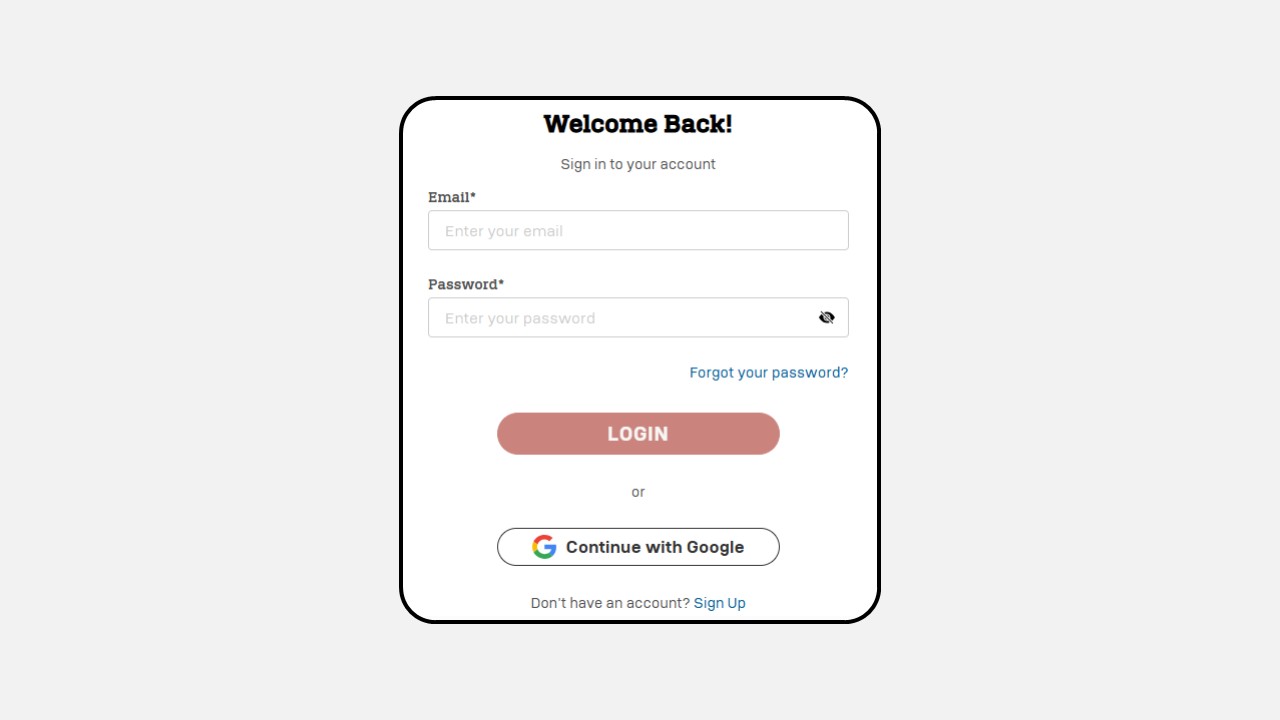 Welcome Back!
Sign in to your account
Email*
Enter your email
Password*
Enter your password
Forgot your password?
LOGIN
or
Continue with Google
Don't have an account? Sign Up